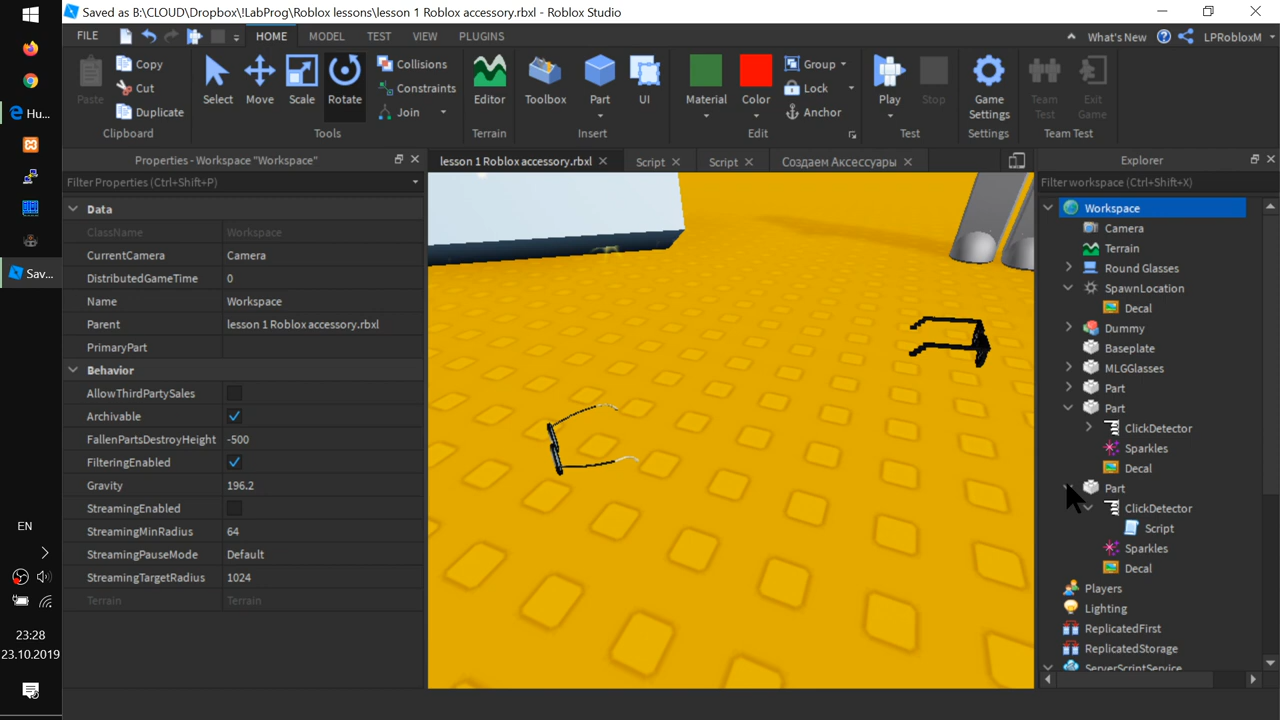 Saved as B:\CLOUD\Dropbox\!LabProg\Roblox lessons\lesson 1 Roblox accessory.rbxl - Roblox Studio
FILE HOME MODEL TEST VIEW PLUGINS What's New LPRobloxM
Paste Copy Cut Duplicate Clipboard
Select Move Scale Rotate Collisions Constraints Join Tools
Editor Terrain
Toolbox Part UI Insert
Material Color Group Lock Anchor Edit
Play Stop Test
Game Settings Settings
Team Test Exit Game Team Test
Properties - Workspace "Workspace"
Filter Properties (Ctrl+Shift+P)
Data
ClassName Workspace
CurrentCamera Camera
DistributedGameTime 0
Name Workspace
Parent lesson 1 Roblox accessory.rbxl
PrimaryPart
Behavior
AllowThirdPartySales
Archivable
FallenPartsDestroyHeight -500
FilteringEnabled
Gravity 196.2
StreamingEnabled
StreamingMinRadius 64
StreamingPauseMode Default
StreamingTargetRadius 1024
Terrain Terrain
lesson 1 Roblox accessory.rbxl Script Script Создаем Аксессуары
Explorer
Filter workspace (Ctrl+Shift+X)
Workspace
Camera
Terrain
Round Glasses
SpawnLocation
Decal
Dummy
Baseplate
MLGGlasses
Part
Part
ClickDetector
Sparkles
Decal
Part
ClickDetector
Script
Sparkles
Decal
Players
Lighting
ReplicatedFirst
ReplicatedStorage
ServerScriptService
Hu...
Sav...
EN
23:28
23.10.2019